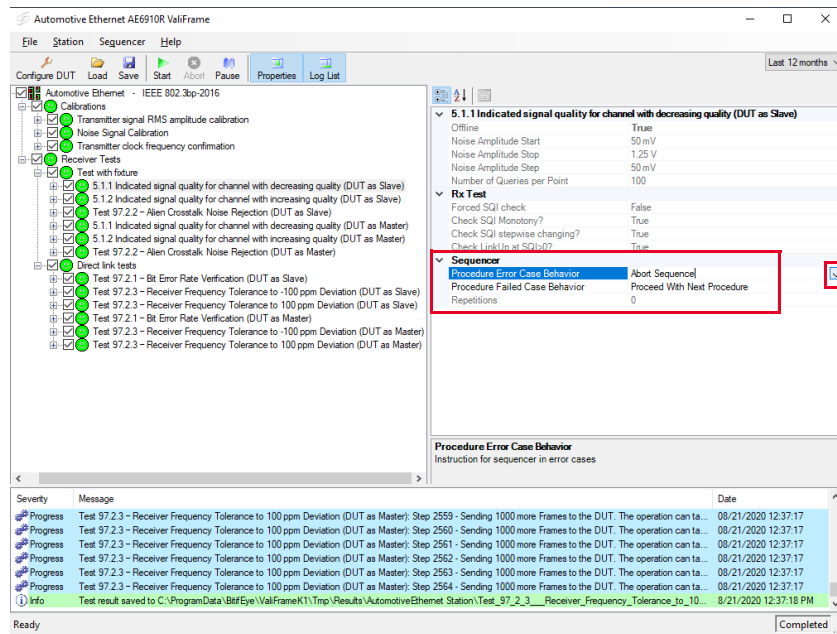 Automotive Ethernet AE6910R ValiFrame
File Station Sequencer Help
Configure DUT Load Save Start Abort Pause Properties Log List Last 12 months
Automotive Ethernet - IEEE 802.3bp-2016
Calibrations
Transmitter signal RMS amplitude calibration
Noise Signal Calibration
Transmitter clock frequency confirmation
Receiver Tests
Test with fixture
5.1.1 Indicated signal quality for channel with decreasing quality (DUT as Slave)
5.1.2 Indicated signal quality for channel with increasing quality (DUT as Slave)
Test 97.2.2 – Alien Crosstalk Noise Rejection (DUT as Slave)
5.1.1 Indicated signal quality for channel with decreasing quality (DUT as Master)
5.1.2 Indicated signal quality for channel with increasing quality (DUT as Master)
Test 97.2.2 – Alien Crosstalk Noise Rejection (DUT as Master)
Direct link tests
Test 97.2.1 – Bit Error Rate Verification (DUT as Slave)
Test 97.2.3 – Receiver Frequency Tolerance to -100 ppm Deviation (DUT as Slave)
Test 97.2.3 – Receiver Frequency Tolerance to 100 ppm Deviation (DUT as Slave)
Test 97.2.1 – Bit Error Rate Verification (DUT as Master)
Test 97.2.3 – Receiver Frequency Tolerance to -100 ppm Deviation (DUT as Master)
Test 97.2.3 – Receiver Frequency Tolerance to 100 ppm Deviation (DUT as Master)
5.1.1 Indicated signal quality for channel with decreasing quality (DUT as Slave)
Offline True
Noise Amplitude Start 50 mV
Noise Amplitude Stop 1.25 V
Noise Amplitude Step 50 mV
Number of Queries per Point 100
Rx Test
Forced SQI check False
Check SQI Monotony? True
Check SQI stepwise changing? True
Check LinkUp at SQI>0? True
Sequencer
Procedure Error Case Behavior Abort Sequence
Procedure Failed Case Behavior Proceed With Next Procedure
Repetitions 0
Procedure Error Case Behavior
Instruction for sequencer in error cases
Severity Message Date
Progress Test 97.2.3 – Receiver Frequency Tolerance to 100 ppm Deviation (DUT as Master): Step 2559 - Sending 1000 more Frames to the DUT. The operation can ta... 08/21/2020 12:37:17
Progress Test 97.2.3 – Receiver Frequency Tolerance to 100 ppm Deviation (DUT as Master): Step 2560 - Sending 1000 more Frames to the DUT. The operation can ta... 08/21/2020 12:37:17
Progress Test 97.2.3 – Receiver Frequency Tolerance to 100 ppm Deviation (DUT as Master): Step 2561 - Sending 1000 more Frames to the DUT. The operation can ta... 08/21/2020 12:37:17
Progress Test 97.2.3 – Receiver Frequency Tolerance to 100 ppm Deviation (DUT as Master): Step 2562 - Sending 1000 more Frames to the DUT. The operation can ta... 08/21/2020 12:37:17
Progress Test 97.2.3 – Receiver Frequency Tolerance to 100 ppm Deviation (DUT as Master): Step 2563 - Sending 1000 more Frames to the DUT. The operation can ta... 08/21/2020 12:37:17
Progress Test 97.2.3 – Receiver Frequency Tolerance to 100 ppm Deviation (DUT as Master): Step 2564 - Sending 1000 more Frames to the DUT. The operation can ta... 08/21/2020 12:37:17
Info Test result saved to C:\ProgramData\BitifEye\ValiFrameK1\Tmp\Results\AutomotiveEthernet Station\Test_97_2_3___Receiver_Frequency_Tolerance_to_10... 8/21/2020 12:37:18 PM
Ready Completed